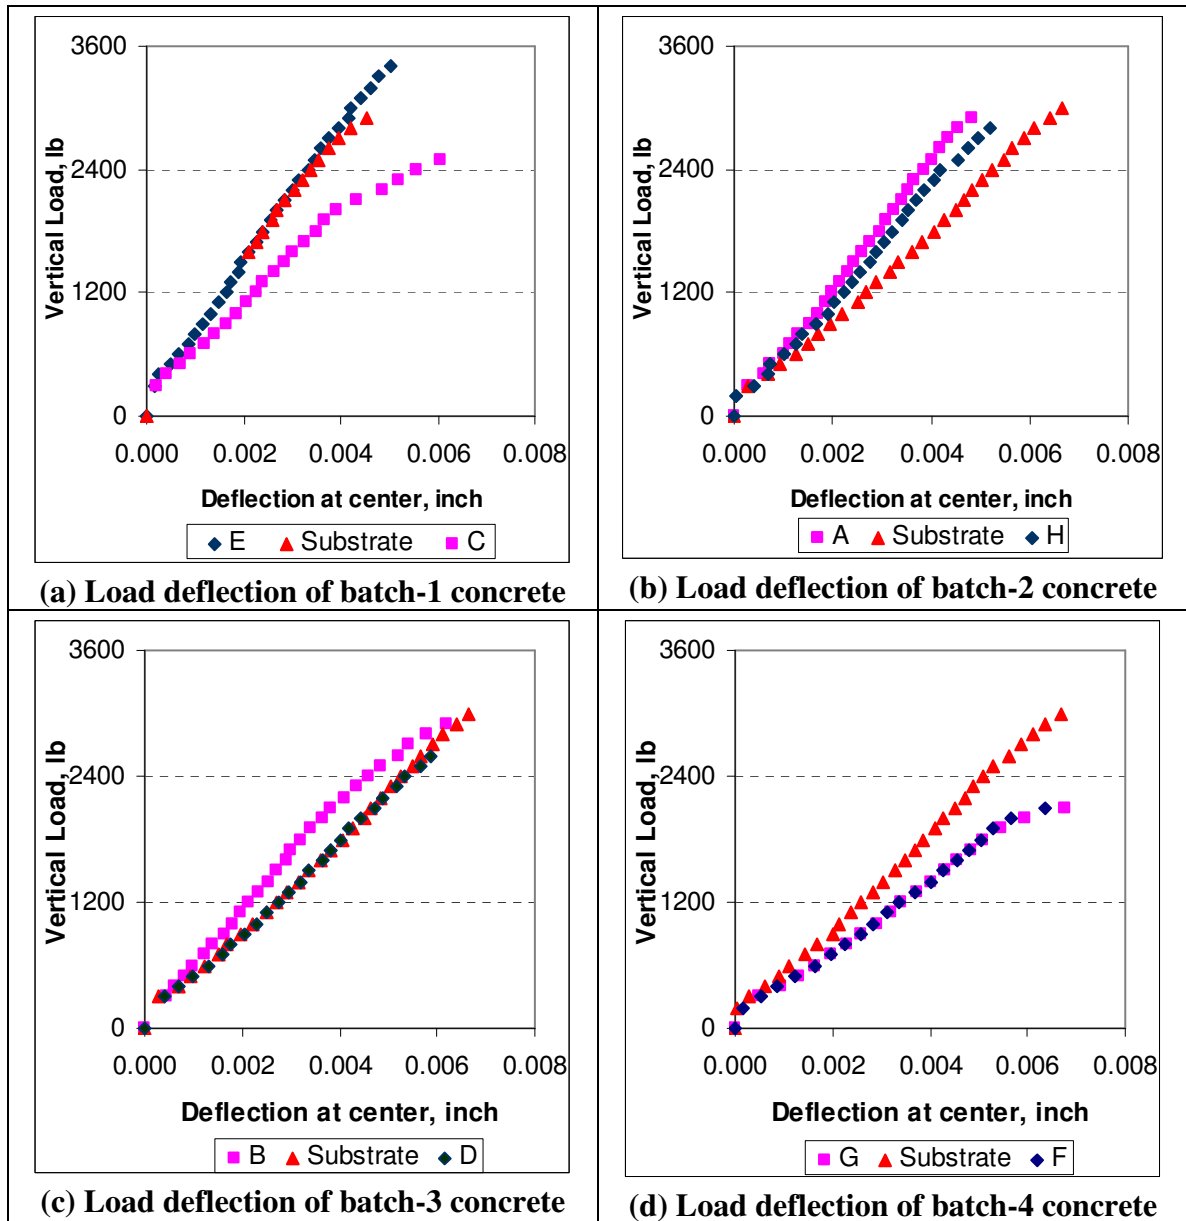 3600
2400
1200
0
Vertical Load, lb
0.000 0.002 0.004 0.006 0.008
Deflection at center, inch
E Substrate C
(a) Load deflection of batch-1 concrete
3600
2400
1200
0
Vertical Load, lb
0.000 0.002 0.004 0.006 0.008
Deflection at center, inch
A Substrate H
(b) Load deflection of batch-2 concrete
3600
2400
1200
0
Vertical Load, lb
0.000 0.002 0.004 0.006 0.008
Deflection at center, inch
B Substrate D
(c) Load deflection of batch-3 concrete
3600
2400
1200
0
Vertical Load, lb
0.000 0.002 0.004 0.006 0.008
Deflection at center, inch
G Substrate F
(d) Load deflection of batch-4 concrete